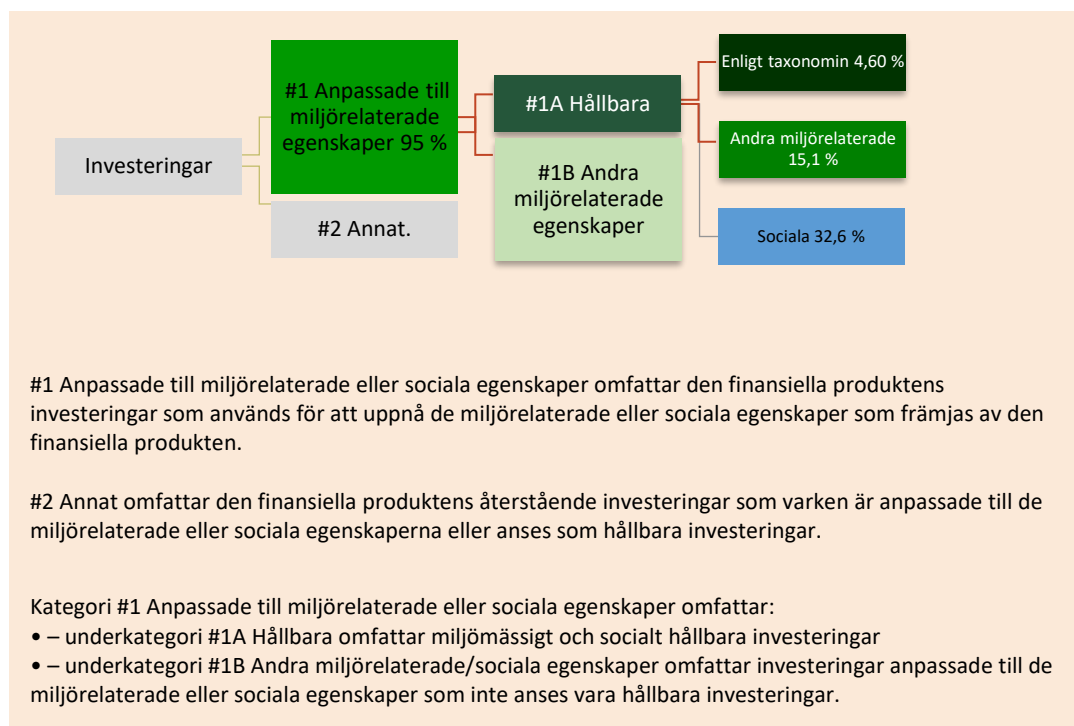 Investeringar
#1 Anpassade till
miljörelaterade
egenskaper 95 %
#2 Annat.
#1A Hållbara
#1B Andra
miljörelaterade
egenskaper
Enligt taxonomin 4,60 %
Andra miljörelaterade
15,1 %
Sociala 32,6 %
#1 Anpassade till miljörelaterade eller sociala egenskaper omfattar den finansiella produktens
investeringar som används för att uppnå de miljörelaterade eller sociala egenskaper som främjas av den
finansiella produkten.
#2 Annat omfattar den finansiella produktens återstående investeringar som varken är anpassade till de
miljörelaterade eller sociala egenskaperna eller anses som hållbara investeringar.
Kategori #1 Anpassade till miljörelaterade eller sociala egenskaper omfattar:
• – underkategori #1A Hållbara omfattar miljömässigt och socialt hållbara investeringar
• – underkategori #1B Andra miljörelaterade/sociala egenskaper omfattar investeringar anpassade till de
miljörelaterade eller sociala egenskaper som inte anses vara hållbara investeringar.